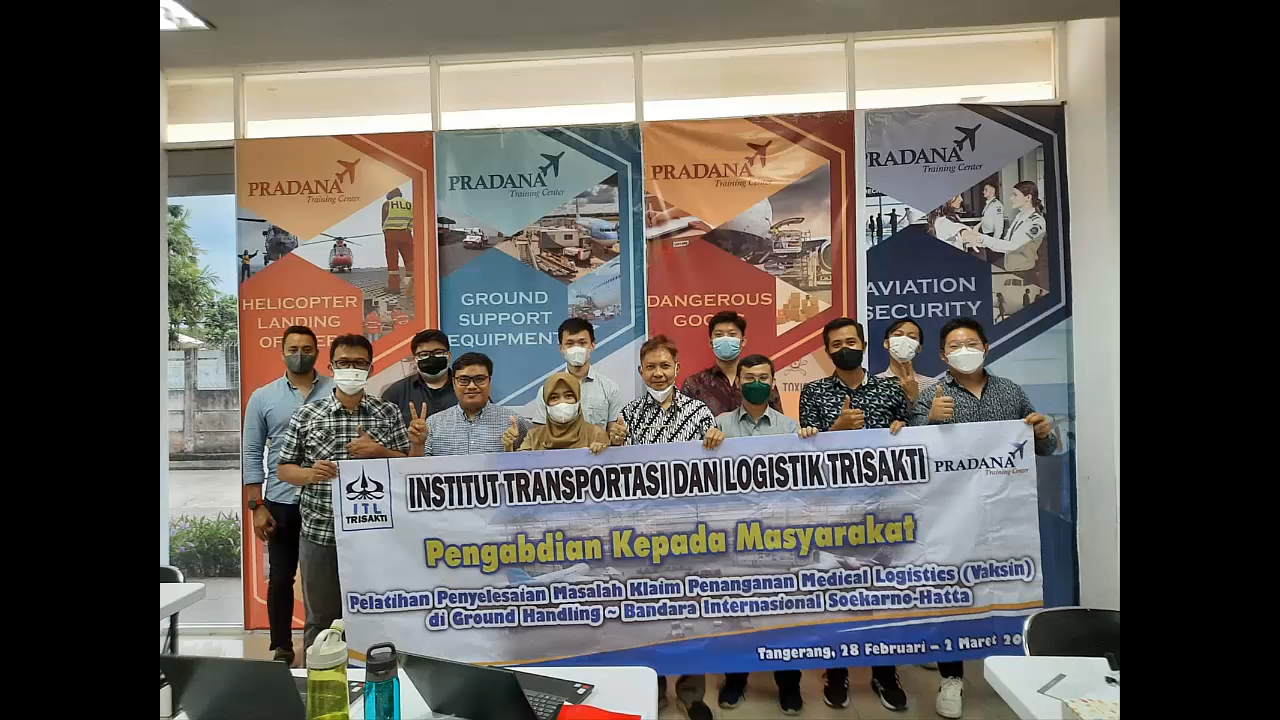 PRADANA
Training Center
HELICOPTER
LANDING
PRADANA
Training Center
GROUND
SUPPORT
EQUIPMENT
PRADANA
Training Center
DANGEROUS
PRADANA
Training Center
AVIATION
SECURITY
HLO
ITL
TRISAKTI
INSTITUT TRANSPORTASI DAN LOGISTIK TRISAKTI
PRADANA
Training Center
Pengabdian Kepada Masyarakat
Pelatihan Penyelesaian Masalah Klaim Penanganan Medical Logistics (Vaksin)
di Ground Handling ~ Bandara Internasional Soekarno-Hatta
Tangerang, 28 Februari – 2 Maret